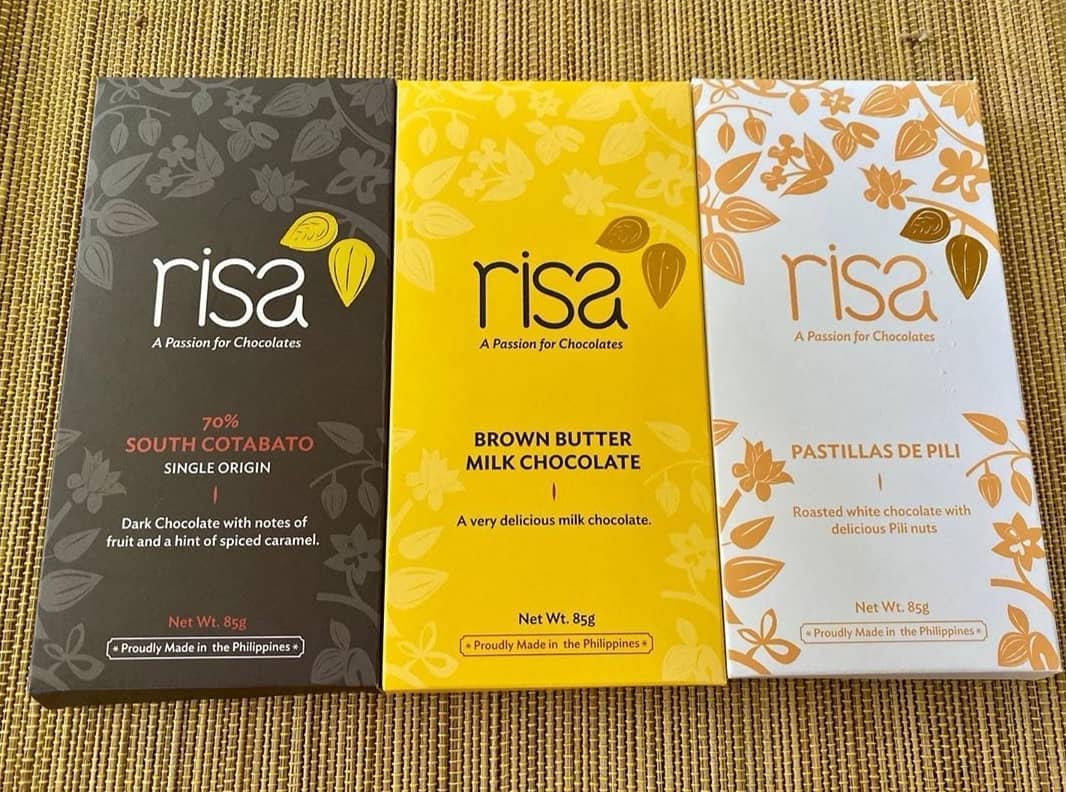 risa
A Passion for Chocolates
70%
SOUTH COTABATO
SINGLE ORIGIN
Dark Chocolate with notes of
fruit and a hint of spiced caramel.
Net Wt. 85g
* Proudly Made in the Philippines *
risa
A Passion for Chocolates
BROWN BUTTER
MILK CHOCOLATE
A very delicious milk chocolate.
Net Wt. 85g
* Proudly Made in the Philippines *
risa
A Passion for Chocolates
PASTILLAS DE PILI
Roasted white chocolate with
delicious Pili nuts
Net Wt. 85g
* Proudly Made in the Philippines *